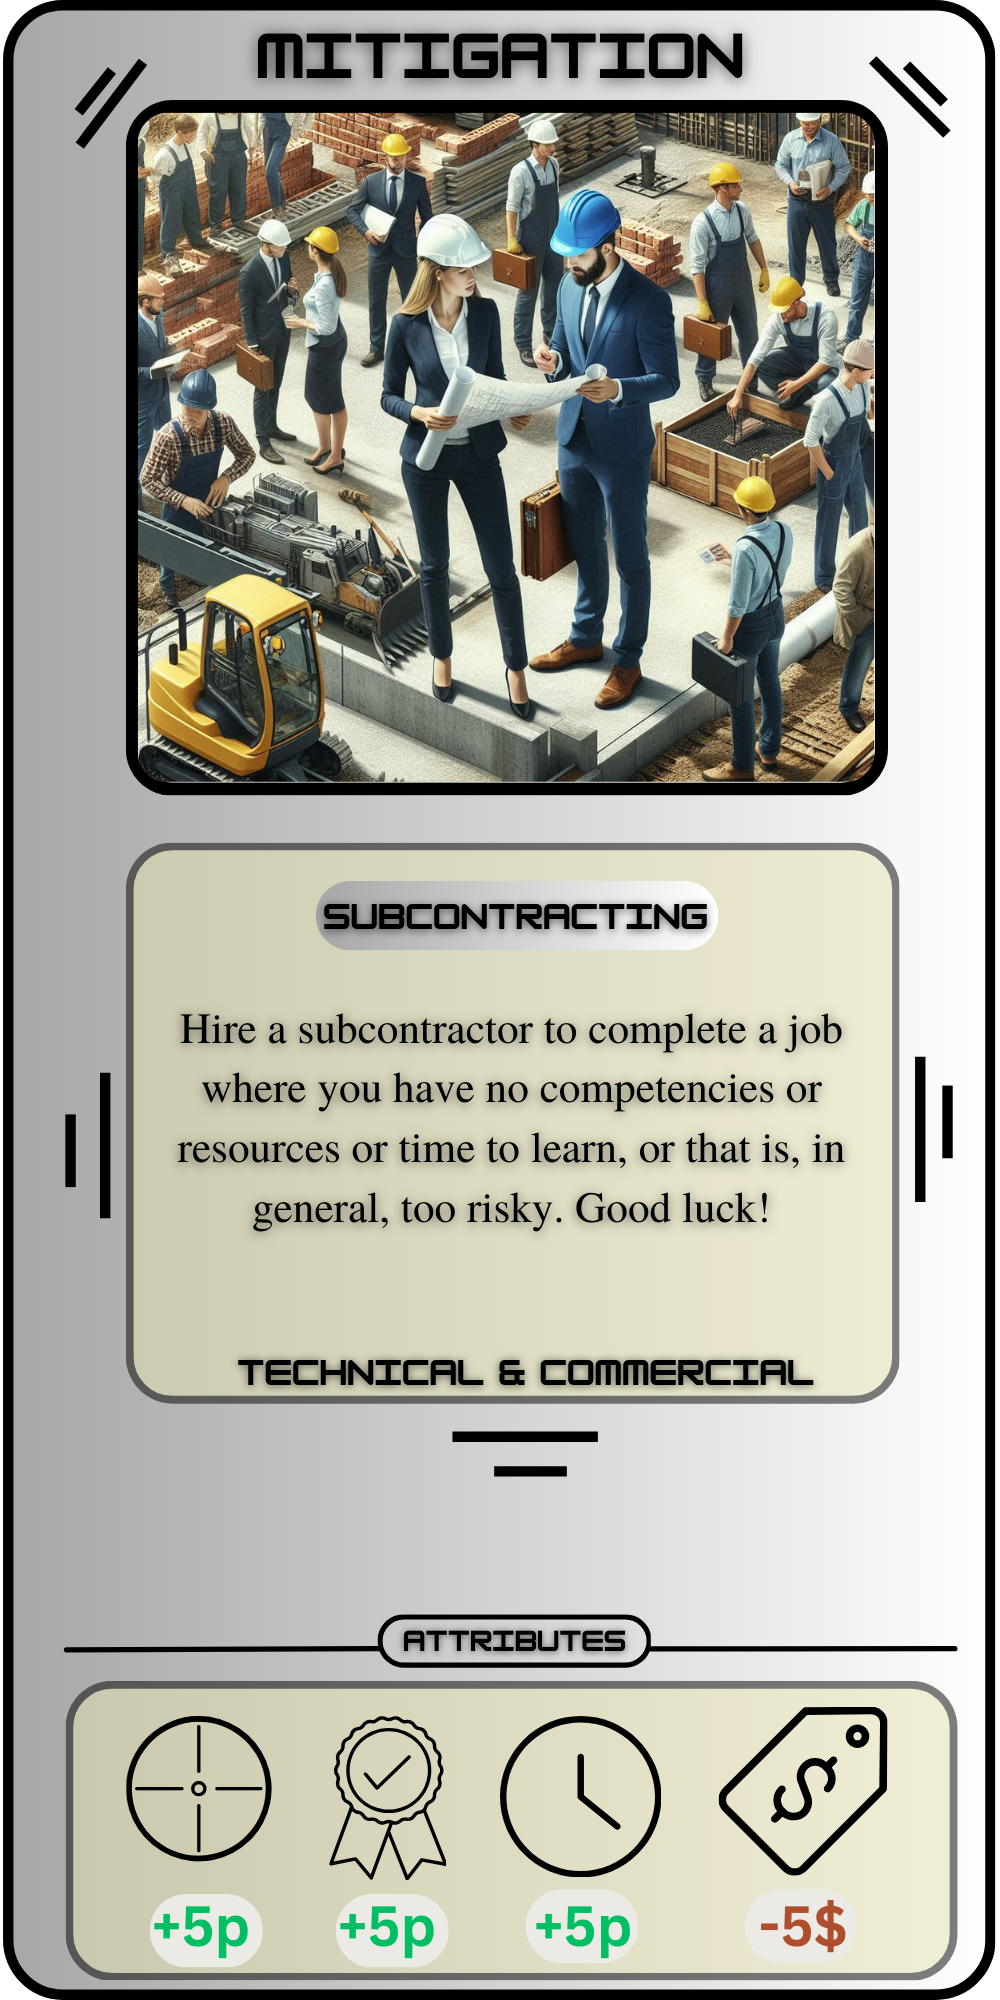 MITIGATION
SUBCONTRACTING
Hire a subcontractor to complete a job
where you have no competencies or
resources or time to learn, or that is, in
general, too risky. Good luck!
TECHNICAL & COMMERCIAL
ATTRIBUTES
$
+5p +5p +5p -5$